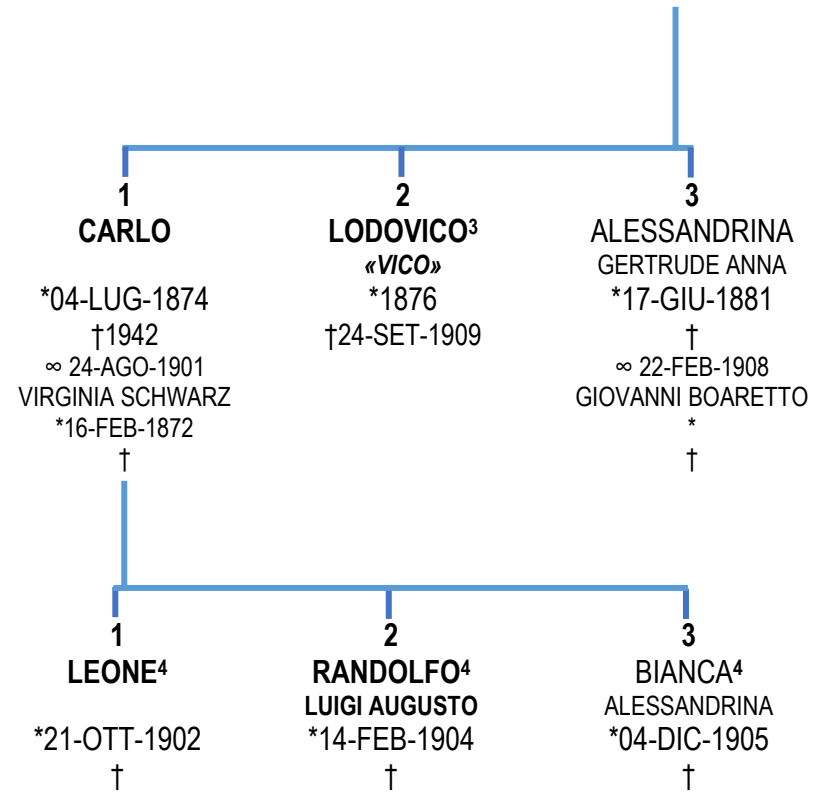 1
CARLO
*04-LUG-1874
†1942
∞ 24-AGO-1901
VIRGINIA SCHWARZ
*16-FEB-1872
†
2
LODOVICO³
«VICO»
*1876
†24-SET-1909
3
ALESSANDRINA
GERTRUDE ANNA
*17-GIU-1881
†
∞ 22-FEB-1908
GIOVANNI BOARETTO
*
†
1
LEONE⁴
*21-OTT-1902
†
2
RANDOLFO⁴
LUIGI AUGUSTO
*14-FEB-1904
†
3
BIANCA⁴
ALESSANDRINA
*04-DIC-1905
†